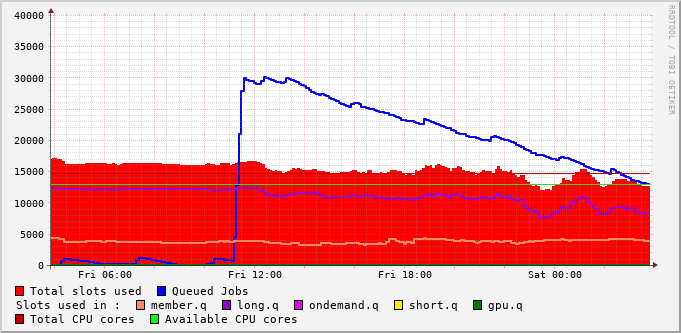 40000
35000
30000
25000
20000
15000
10000
5000
0
Fri 06:00 Fri 12:00 Fri 18:00 Sat 00:00
RRDTOOL / TOBI OETIKER
Total slots used Queued Jobs
Slots used in : member.q long.q ondemand.q short.q gpu.q
Total CPU cores Available CPU cores